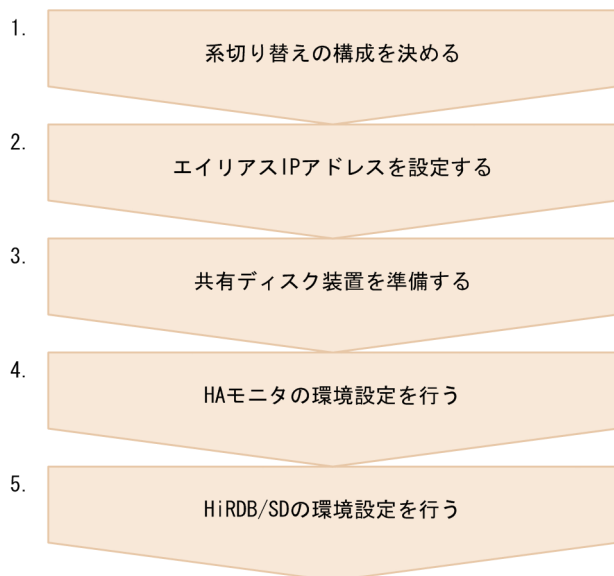 1. 系切り替えの構成を決める
2. エイリアスIPアドレスを設定する
3. 共有ディスク装置を準備する
4. HAモニタの環境設定を行う
5. HiRDB/SDの環境設定を行う